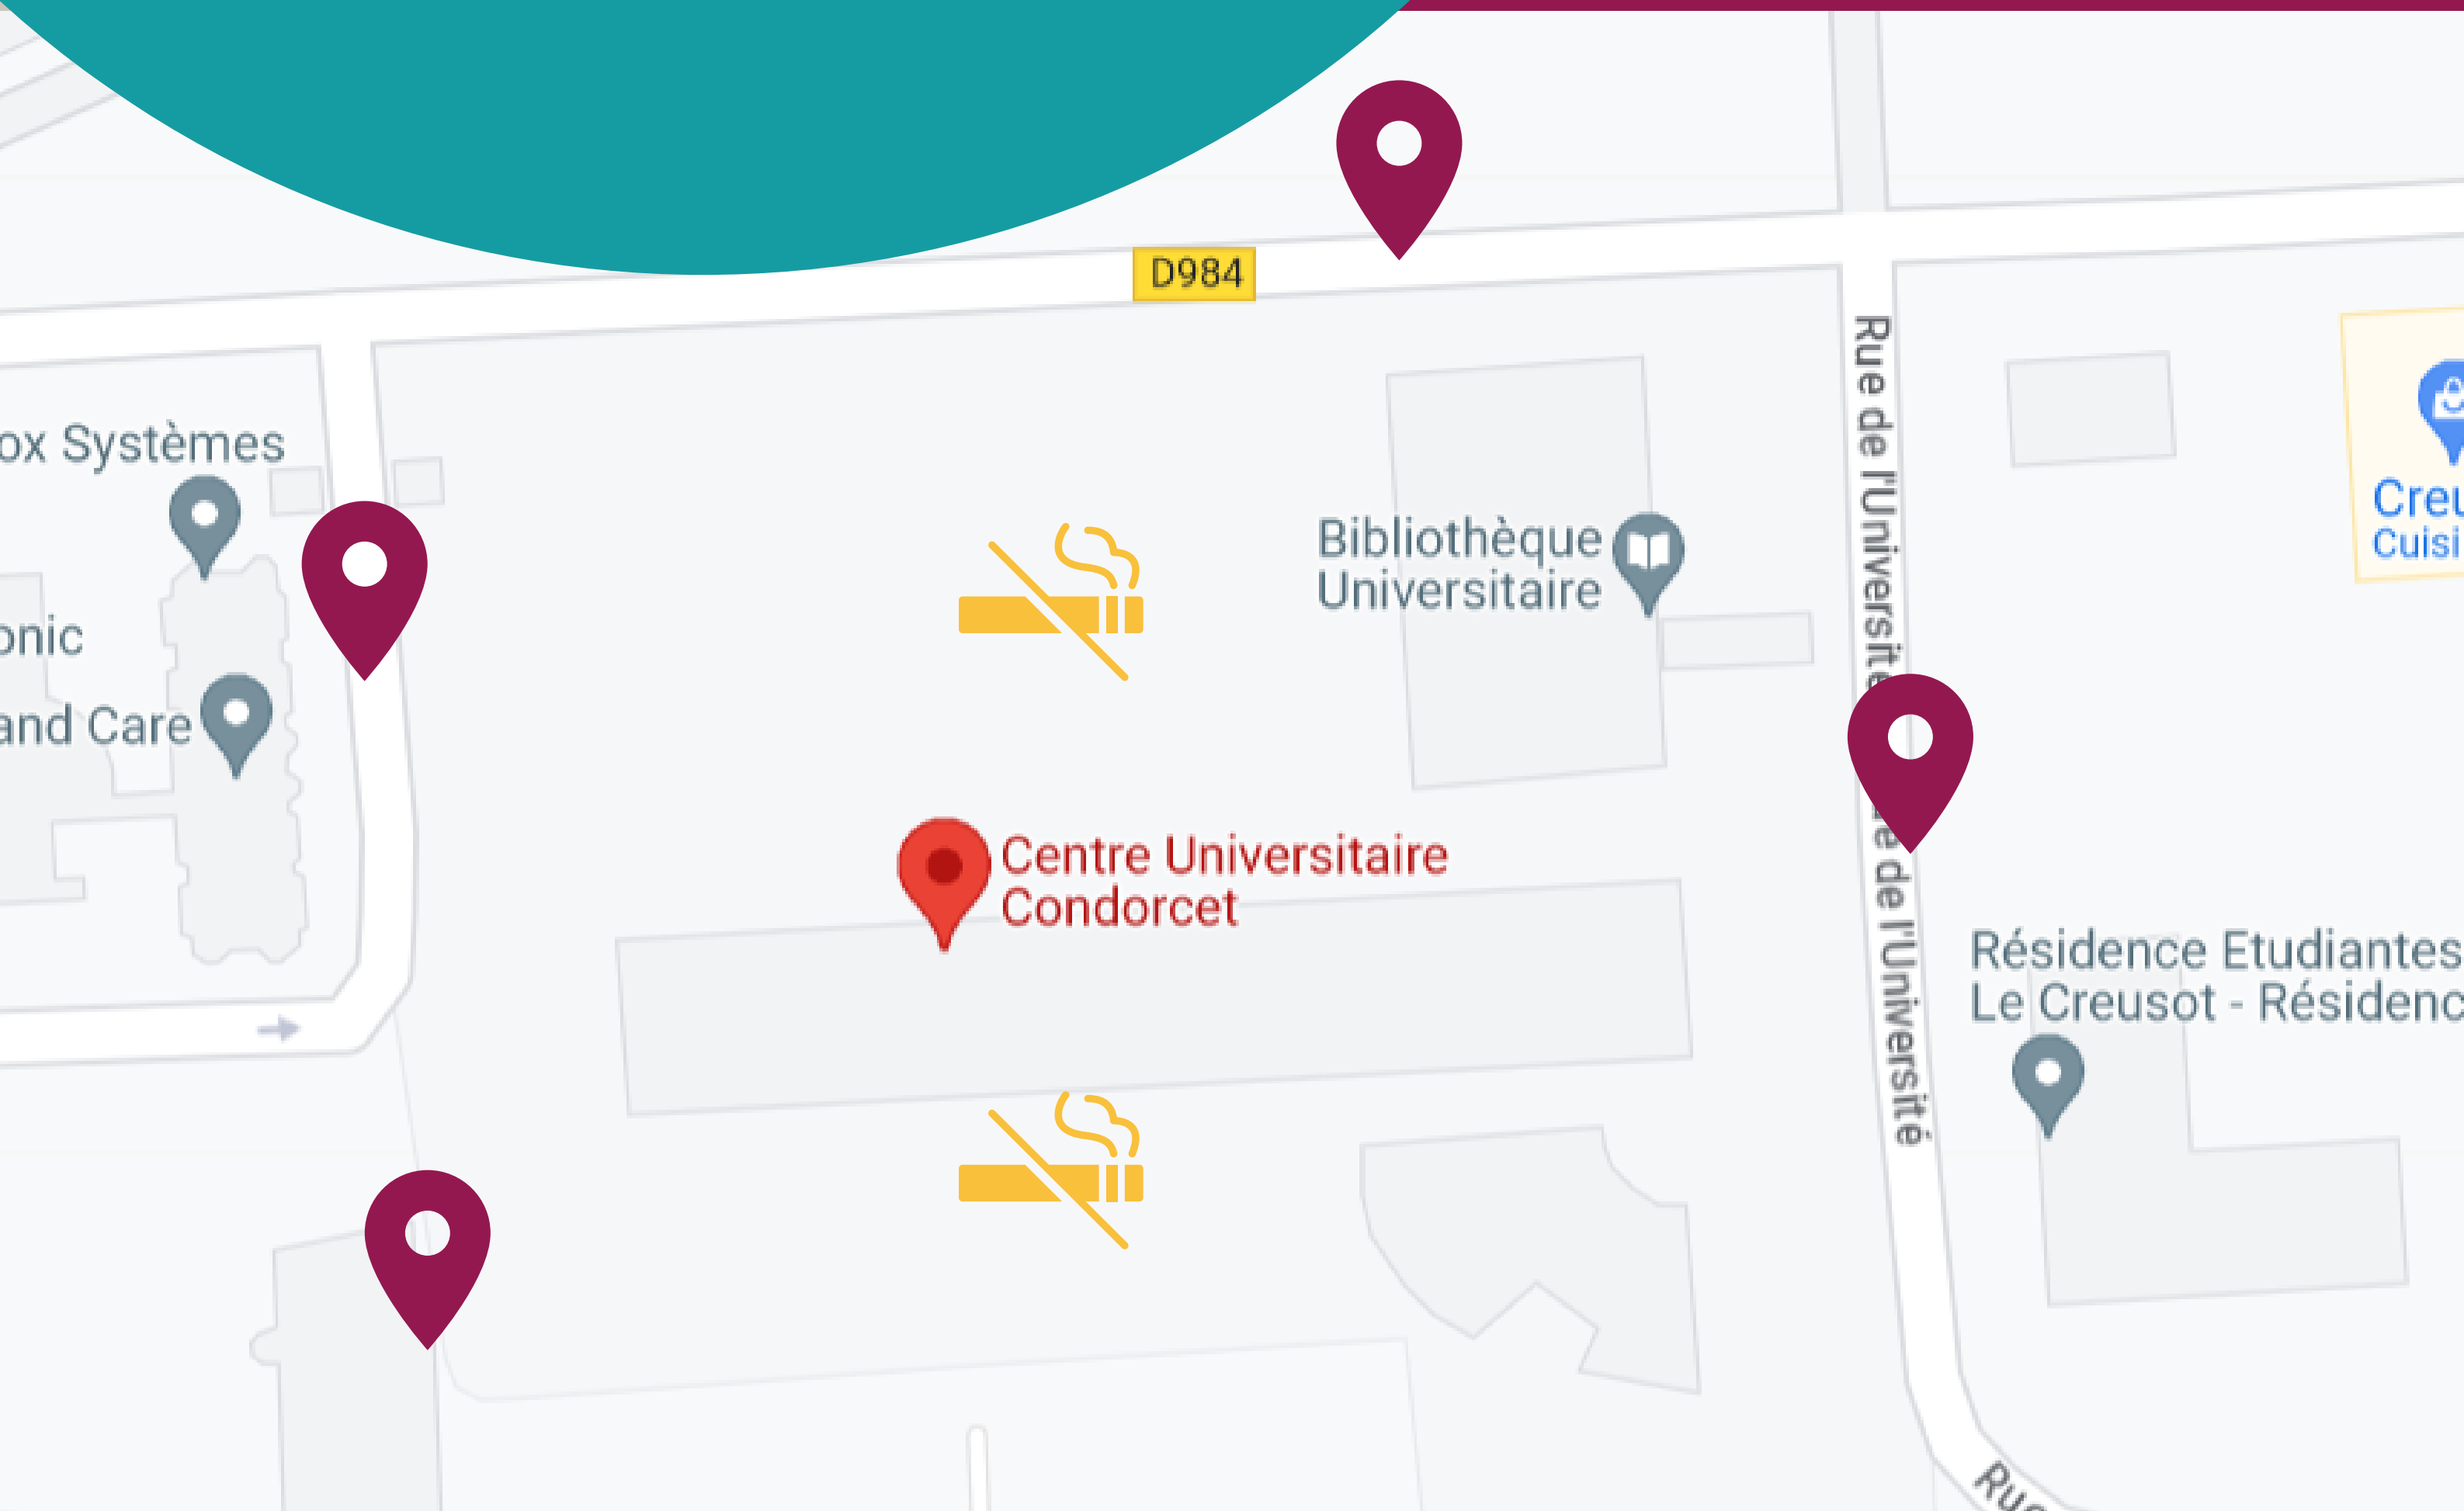 D984
Rue de l'Université
ox Systèmes
onic
and Care
Bibliothèque
Universitaire
Creu
Cuisi
Centre Universitaire
Condorcet
de l'Université
Résidence Etudiantes
Le Creusot - Résidenc
Rue